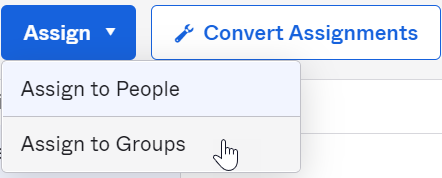 Assign
Convert Assignments
Assign to People
Assign to Groups